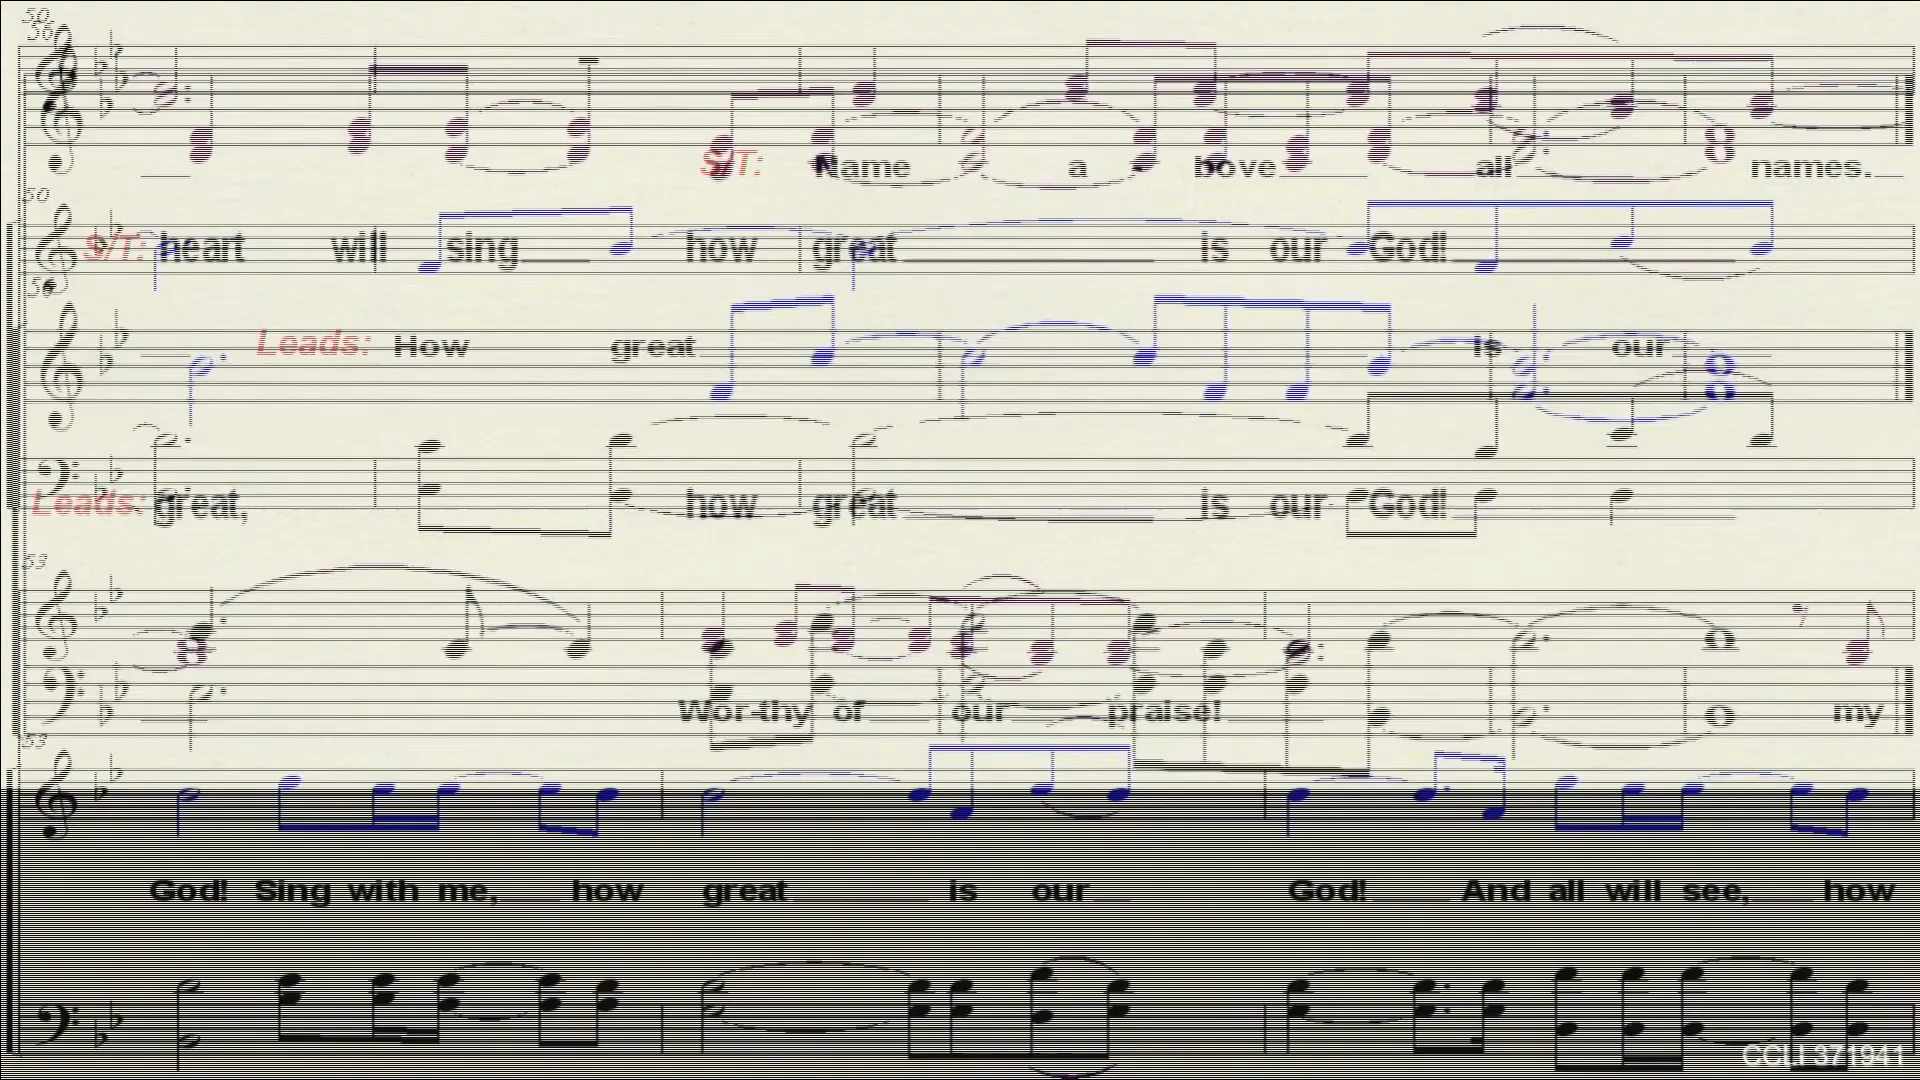 50
56
S/T: Name a bove all names.
50
S/T: heart will sing how great is our God!
56
Leads: How great is our
Leads: great, how great is our God!
53
Wor-thy of our praise! my
53
God! Sing with me, how great is our God! And all will see, how
CCLI 371941